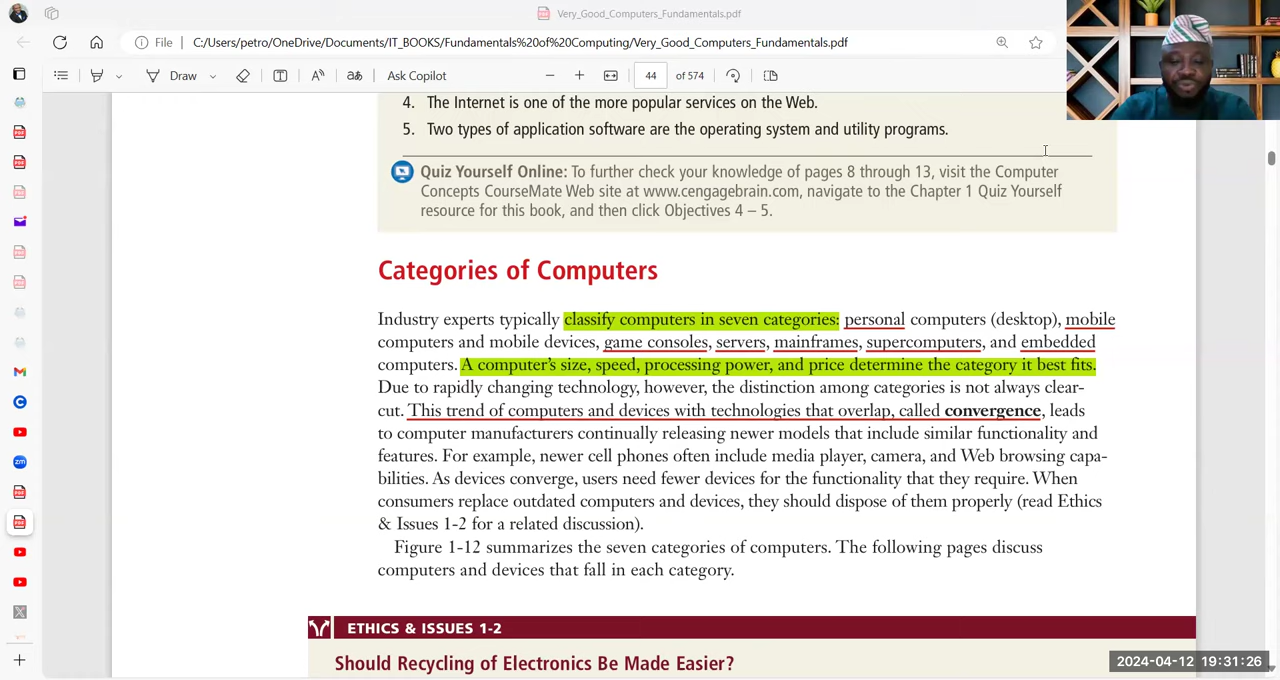 Very_Good_Computers_Fundamentals.pdf
File C:/Users/petro/OneDrive/Documents/IT_BOOKS/Fundamentals%20of%20Computing/Very_Good_Computers_Fundamentals.pdf
Draw
Ask Copilot
44 of 574
4. The Internet is one of the more popular services on the Web.
5. Two types of application software are the operating system and utility programs.
Quiz Yourself Online: To further check your knowledge of pages 8 through 13, visit the Computer
Concepts CourseMate Web site at www.cengagebrain.com, navigate to the Chapter 1 Quiz Yourself
resource for this book, and then click Objectives 4 – 5.
Categories of Computers
Industry experts typically classify computers in seven categories: personal computers (desktop), mobile
computers and mobile devices, game consoles, servers, mainframes, supercomputers, and embedded
computers. A computer’s size, speed, processing power, and price determine the category it best fits.
Due to rapidly changing technology, however, the distinction among categories is not always clear-
cut. This trend of computers and devices with technologies that overlap, called convergence, leads
to computer manufacturers continually releasing newer models that include similar functionality and
features. For example, newer cell phones often include media player, camera, and Web browsing capa-
bilities. As devices converge, users need fewer devices for the functionality that they require. When
consumers replace outdated computers and devices, they should dispose of them properly (read Ethics
& Issues 1-2 for a related discussion).
Figure 1-12 summarizes the seven categories of computers. The following pages discuss
computers and devices that fall in each category.
ETHICS & ISSUES 1-2
Should Recycling of Electronics Be Made Easier?
2024-04-12 19:31:26